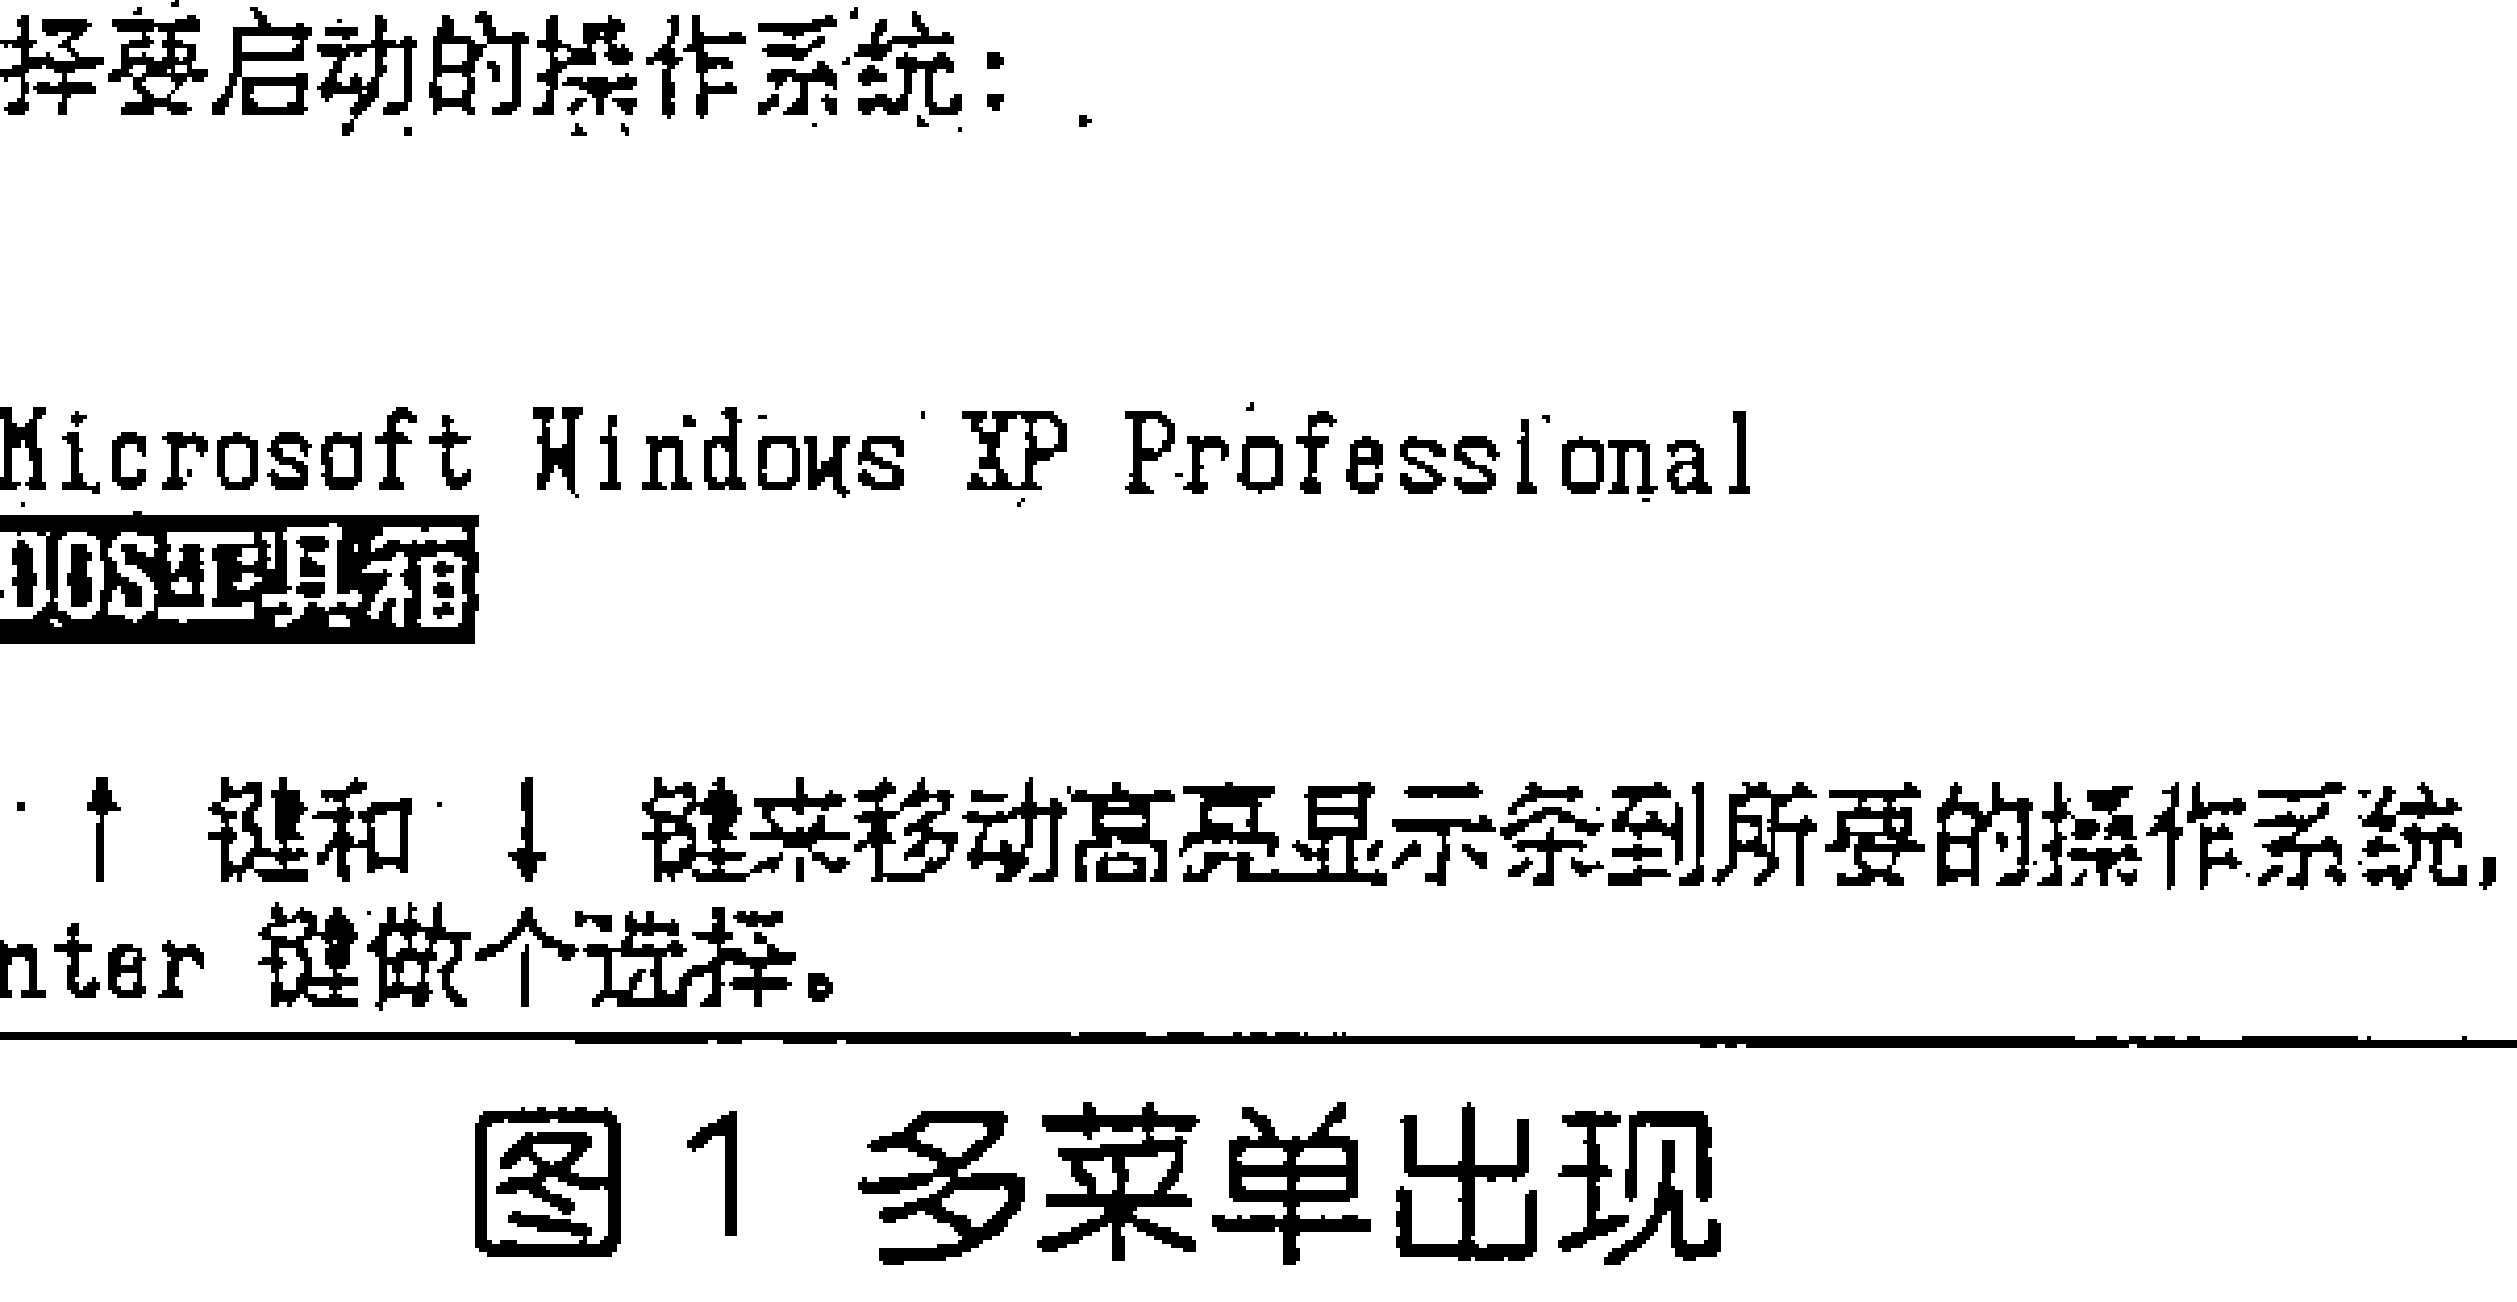 择要启动的操作系统:
Microsoft Windows XP Professional
DOS工具箱
↑ 键和 ↓ 键来移动高亮显示条到所要的操作系统,
nter 键做个选择。
图1 多菜单出现